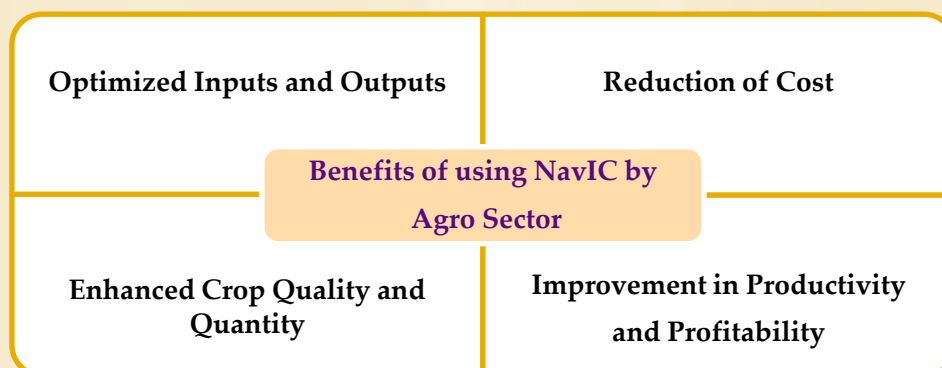 Optimized Inputs and Outputs
Reduction of Cost
Benefits of using NavIC by
Agro Sector
Enhanced Crop Quality and
Quantity
Improvement in Productivity
and Profitability